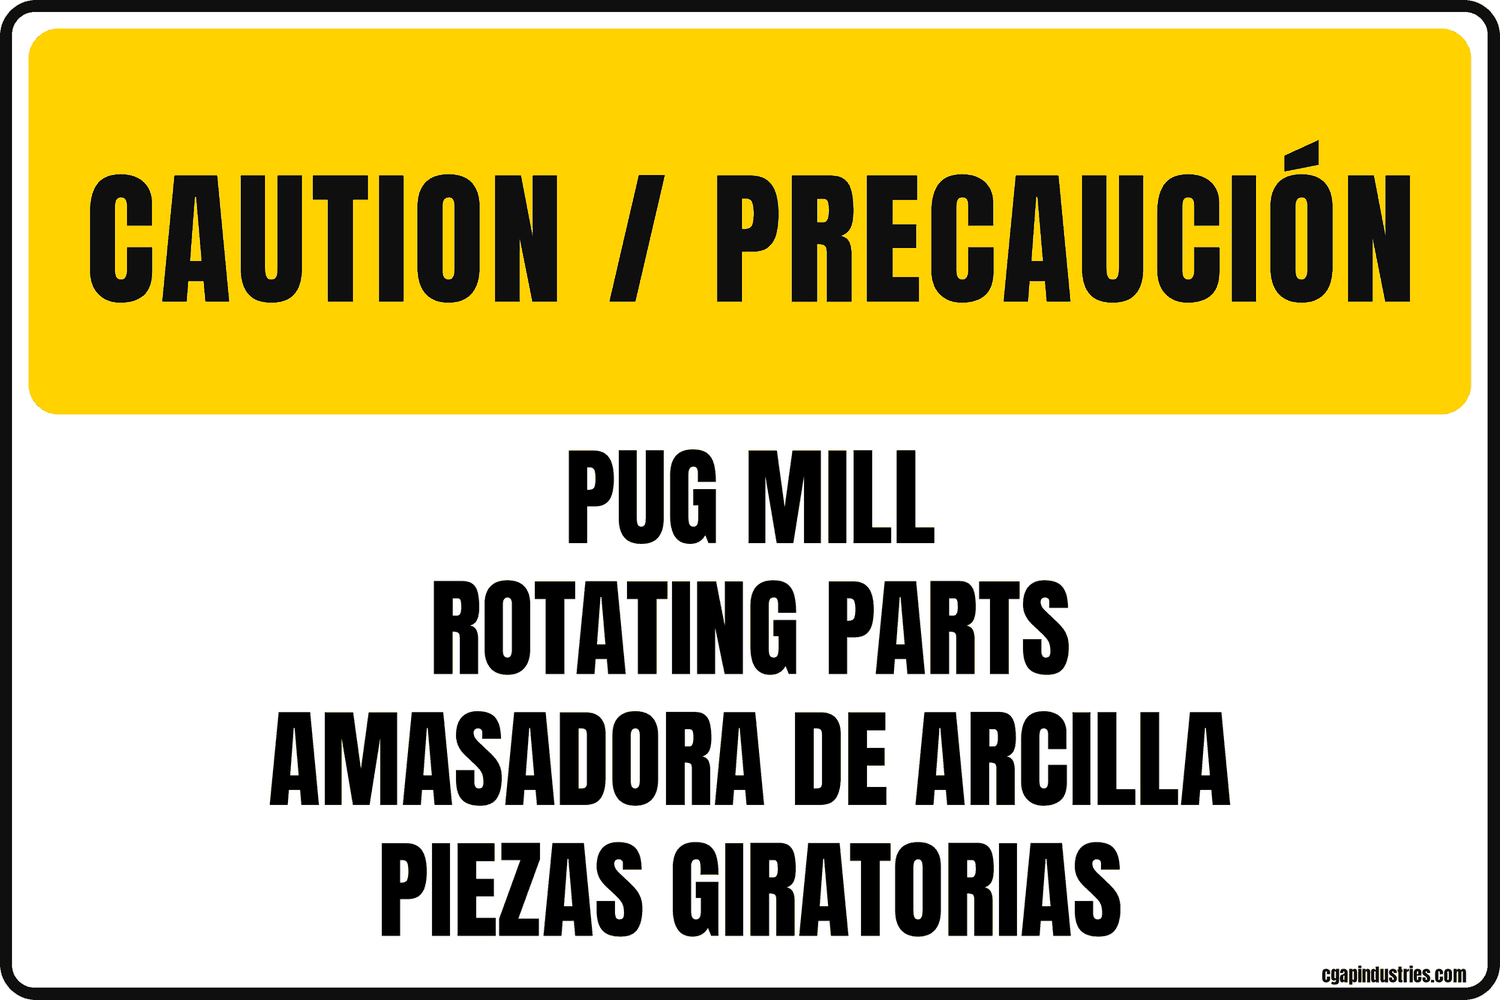 CAUTION / PRECAUCIÓN
PUG MILL
ROTATING PARTS
AMASADORA DE ARCILLA
PIEZAS GIRATORIAS
cgapindustries.com